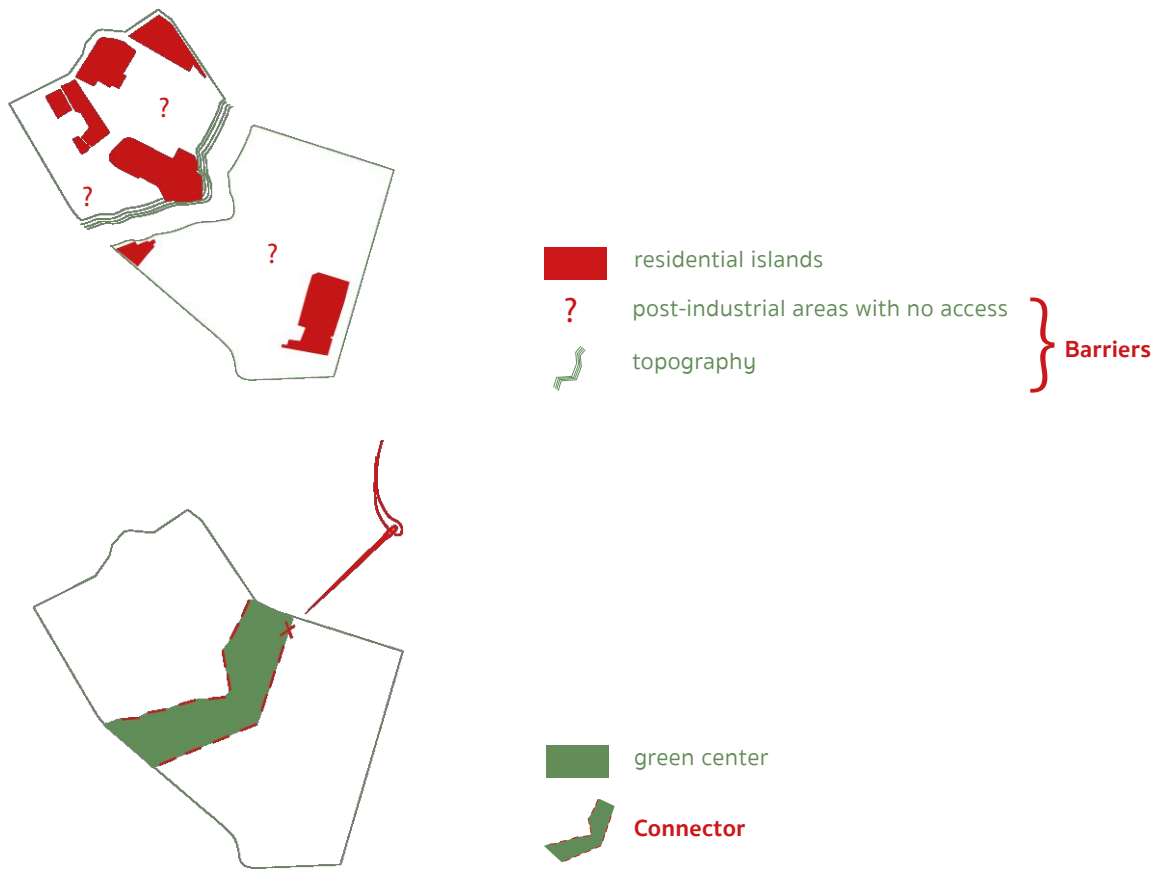 ?
?
?
residential islands
? post-industrial areas with no access
topography
Barriers
green center
Connector